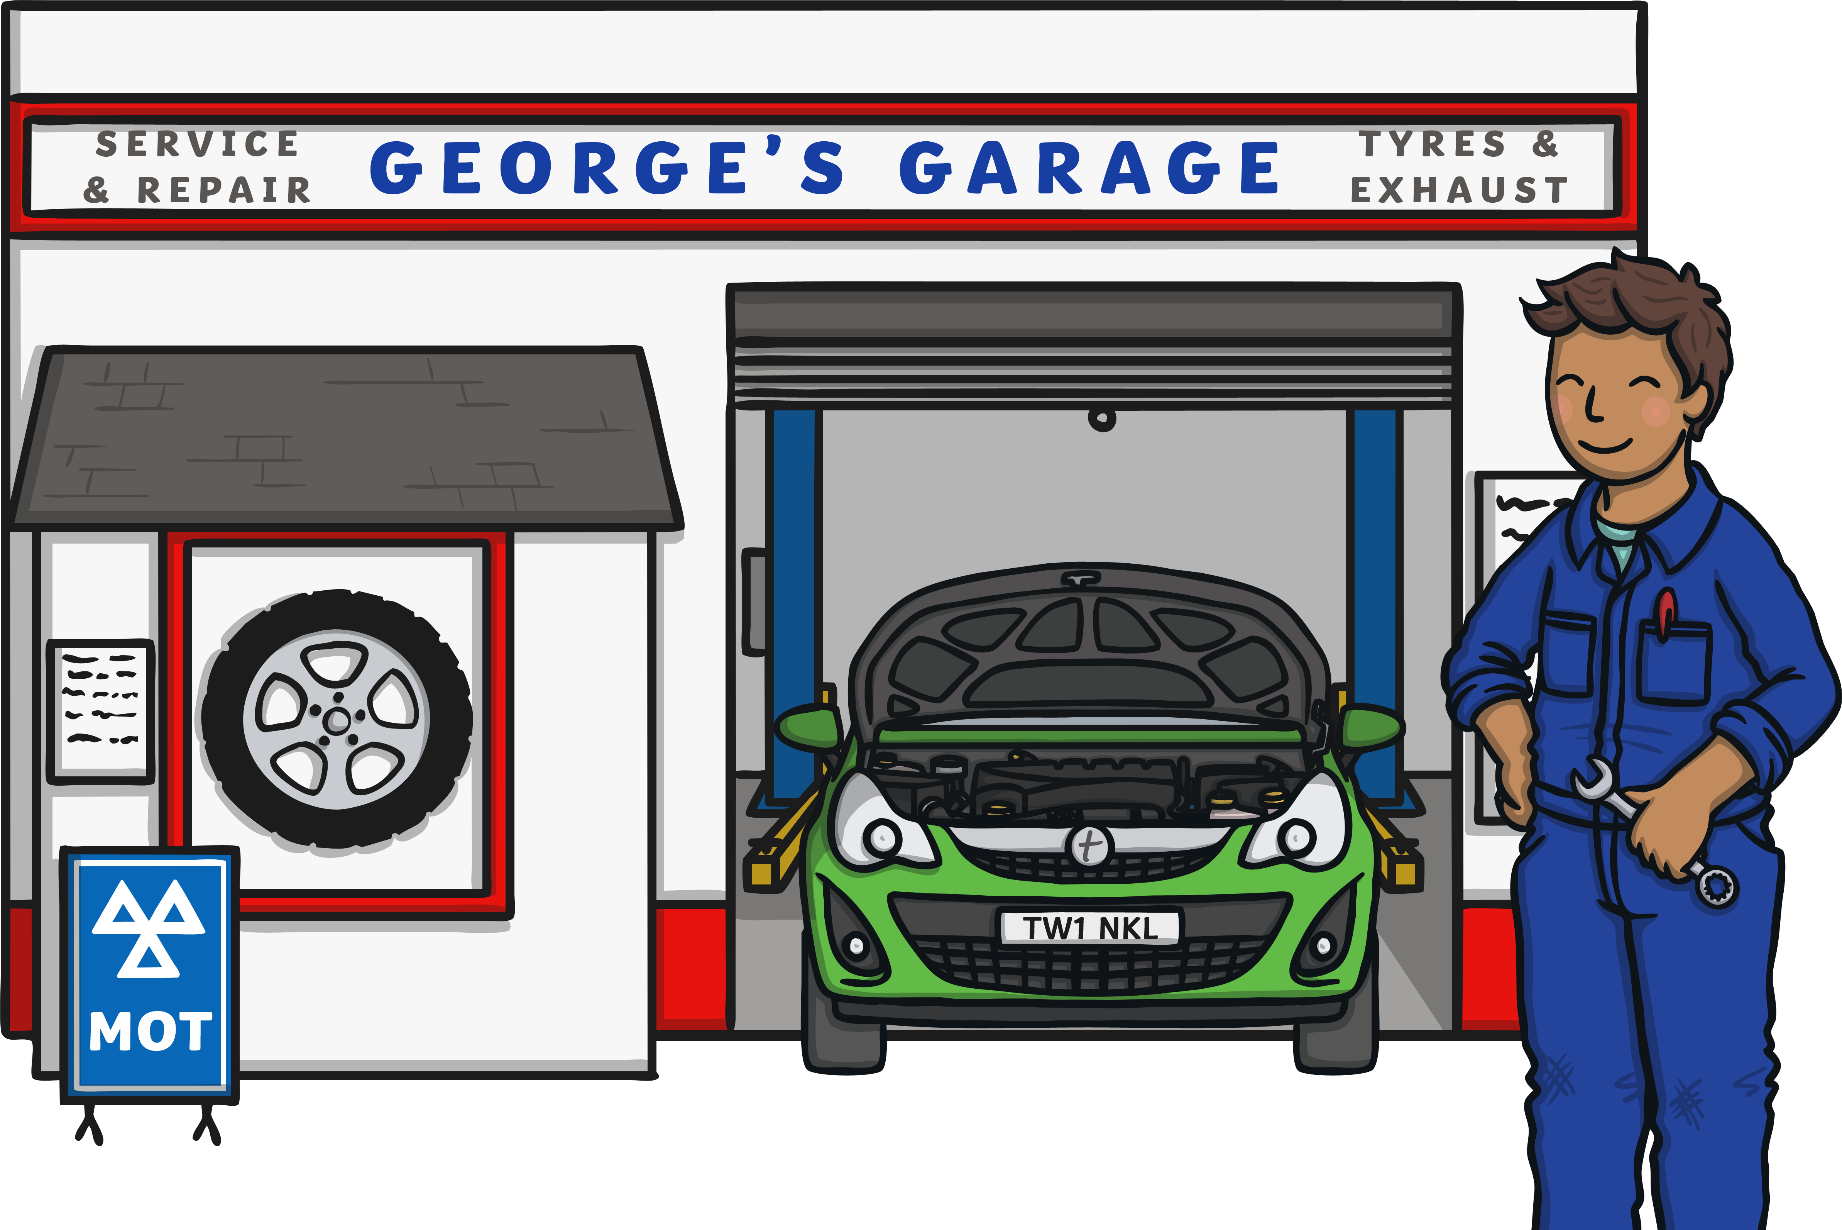 SERVICE
& REPAIR
GEORGE'S GARAGE
TYRES &
EXHAUST
TW1 NKL
MOT